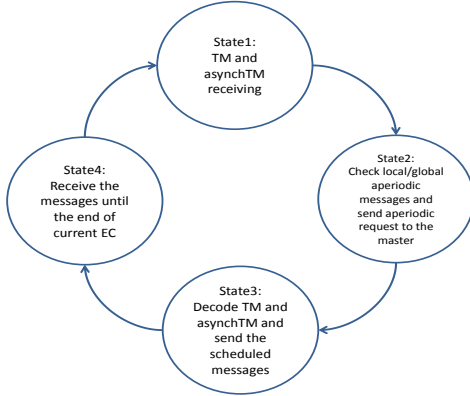 State1:
TM and
asynchTM
receiving
State2:
Check local/global
aperiodic
messages and
send aperiodic
request to the
master
State3:
Decode TM and
asynchTM and
send the
scheduled
messages
State4:
Receive the
messages until
the end of
current EC